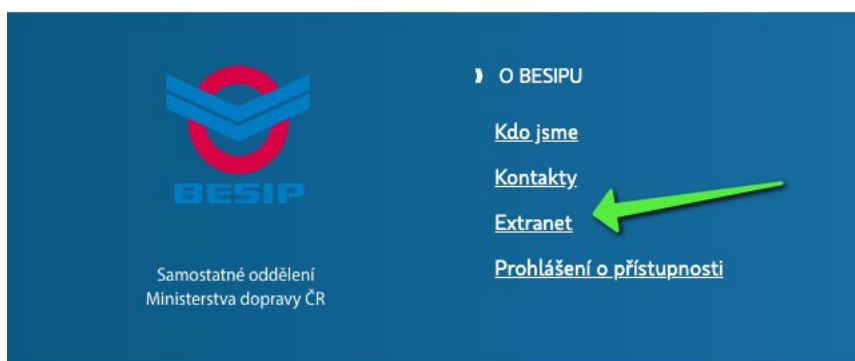 BESIP
Samostatné oddělení
Ministerstva dopravy ČR
O BESIPU
Kdo jsme
Kontakty
Extranet
Prohlášení o přístupnosti